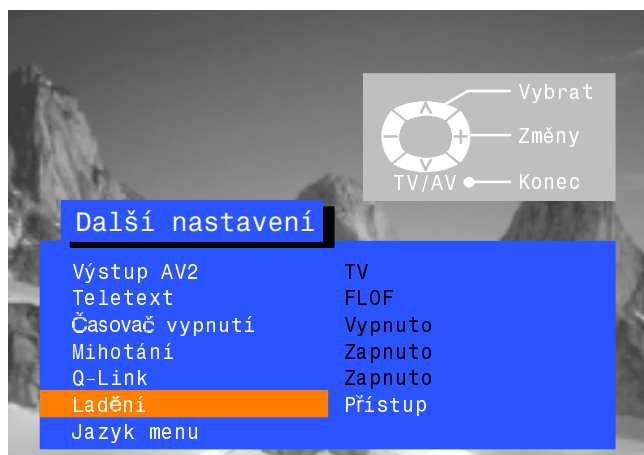 Vybrat
Změny
TV/AV Konec
Další nastavení
Výstup AV2 TV
Teletext FLOF
Časovač vypnutí Vypnuto
Mihotání Zapnuto
Q-Link Zapnuto
Ladění Přístup
Jazyk menu